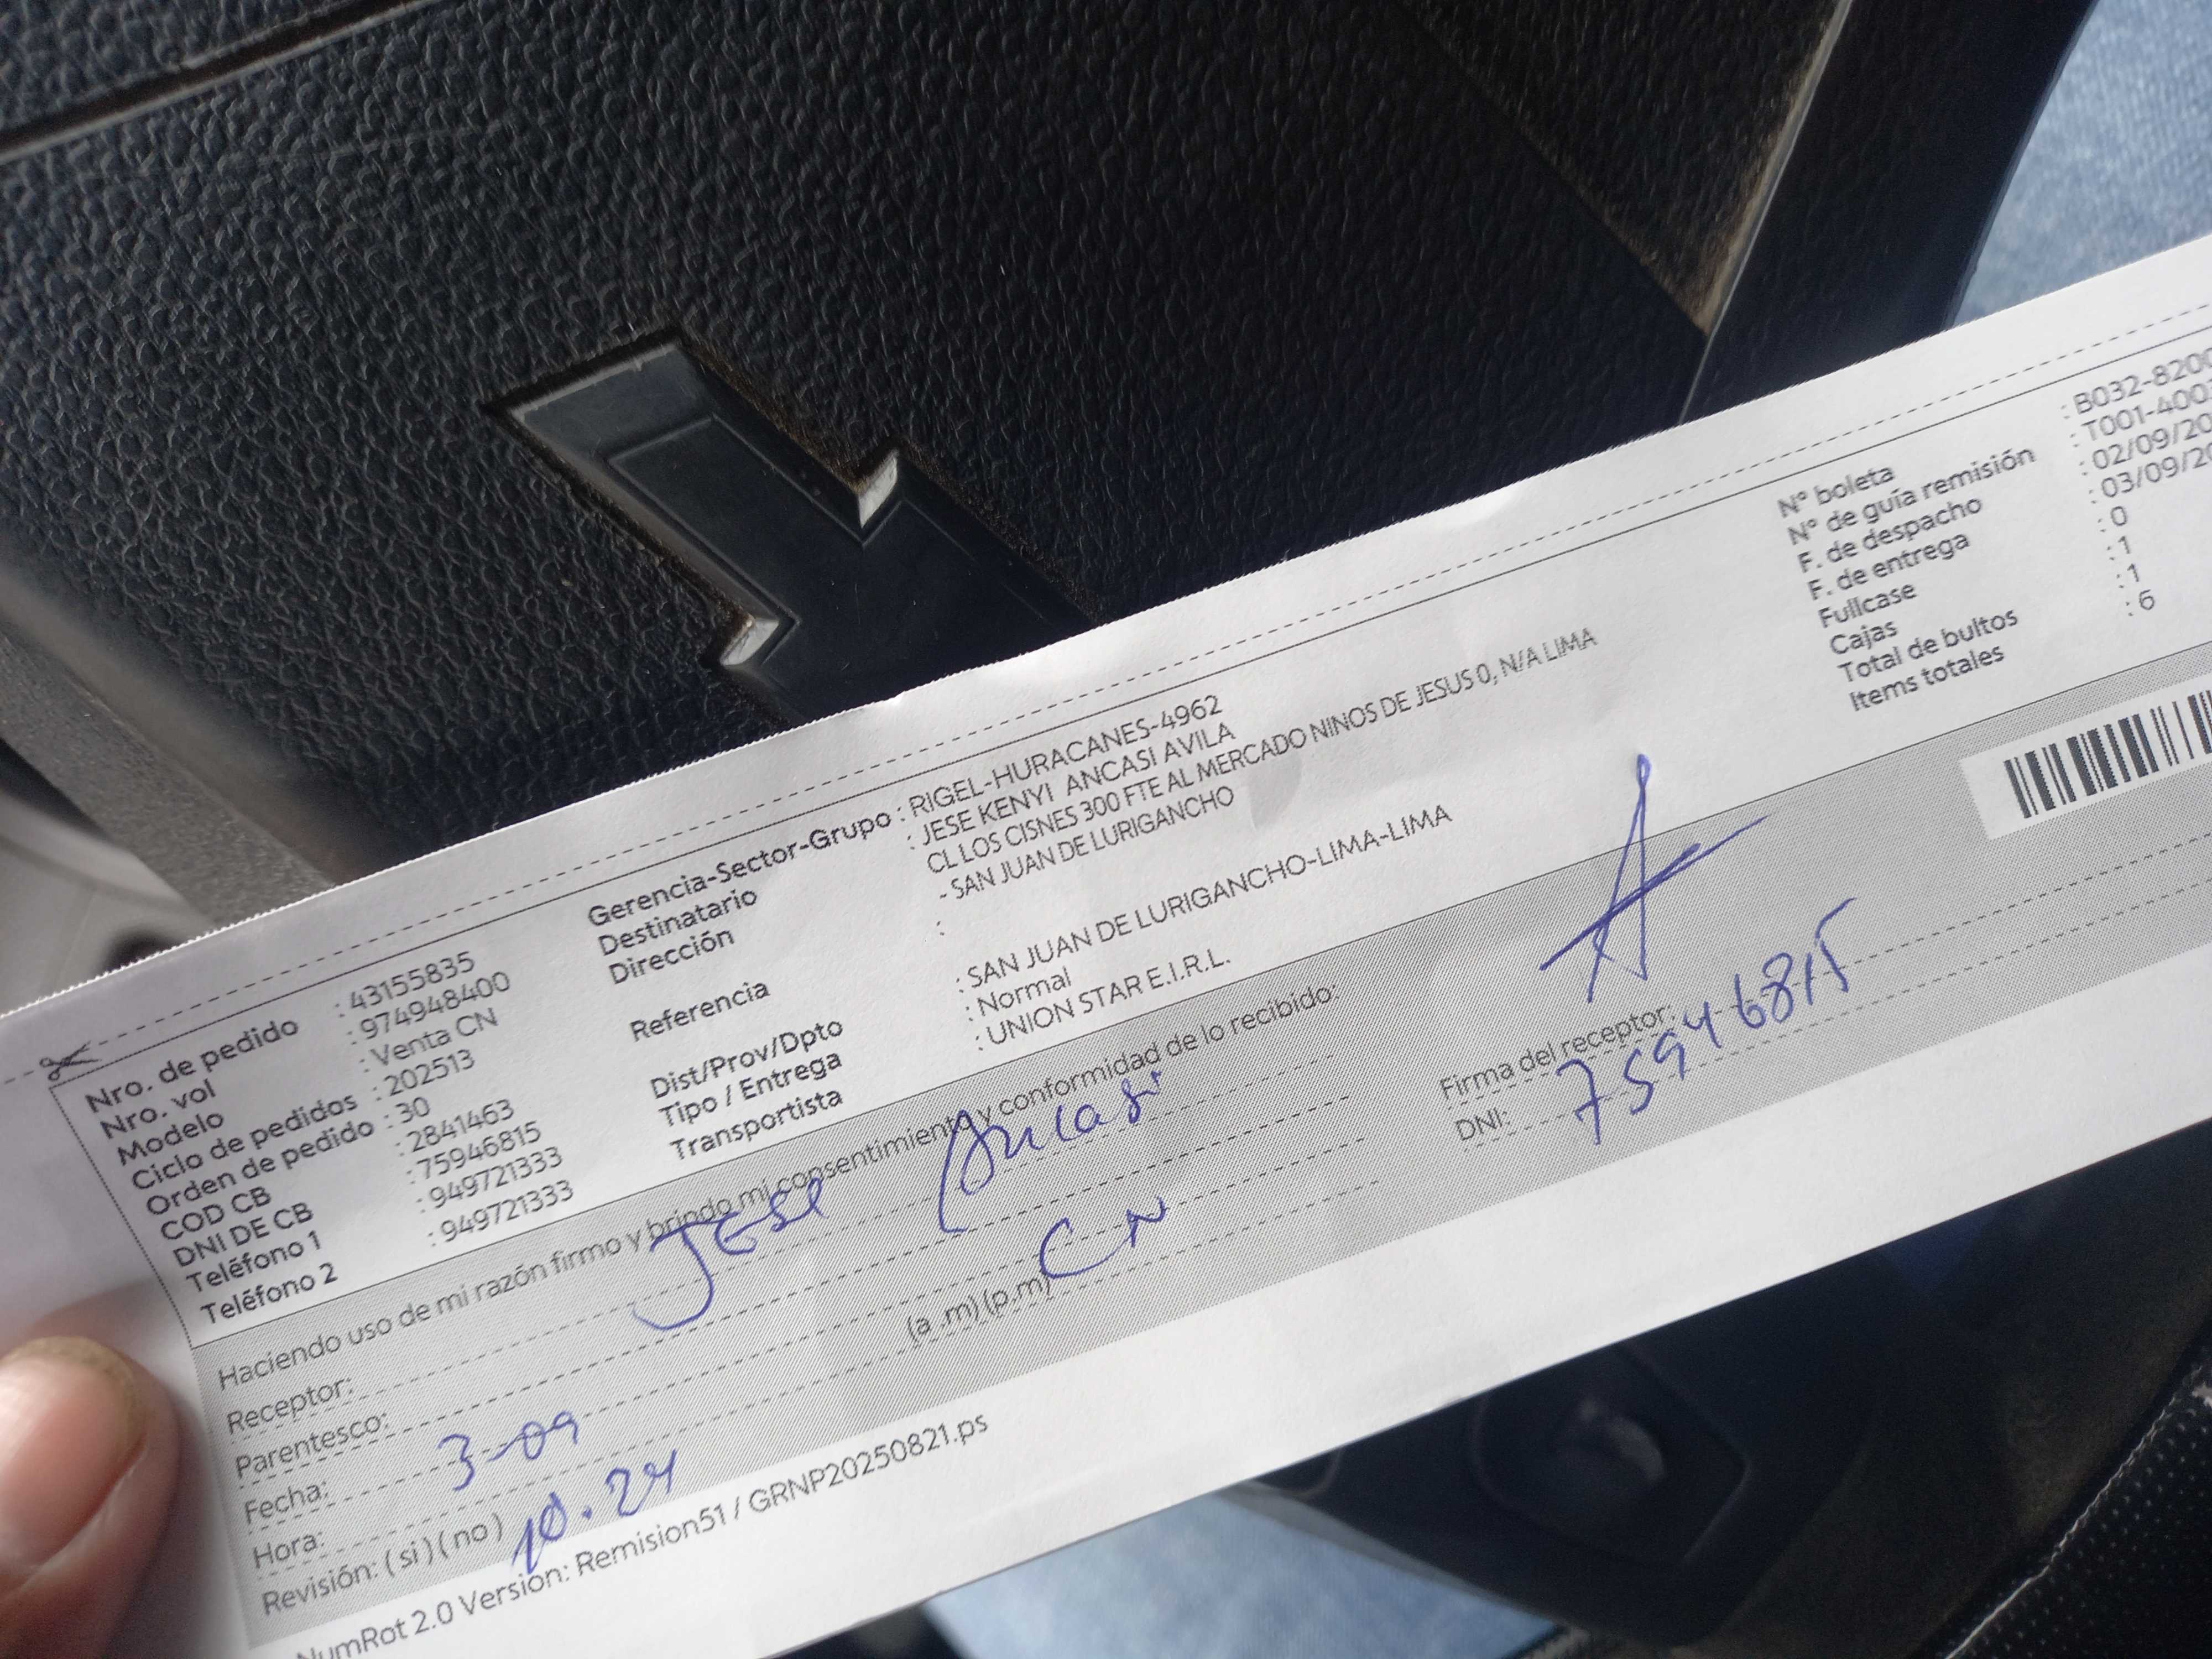 Nro. de pedido : 43155835
Nro. vol : 974948400
Modelo : Venta CN
Ciclo de pedidos : 202513
Orden de pedido : 30
COD CB : 2841463
DNI DE CB : 75946815
Teléfono 1 : 949721333
Teléfono 2 : 949721333
Gerencia-Sector-Grupo : RIGEL-HURACANES-4962
Destinatario : JESE KENYI ANCASI AVILA
Dirección CL LOS CISNES 300 FTE AL MERCADO NINOS DE JESUS 0, N/A LIMA
- SAN JUAN DE LURIGANCHO
Referencia :
Dist/Prov/Dpto : SAN JUAN DE LURIGANCHO-LIMA-LIMA
Tipo / Entrega : Normal
Transportista : UNION STAR E.I.R.L.
N° boleta : B032-8200
N° de guía remisión : T001-400
F. de despacho : 02/09/20
F. de entrega : 03/09/20
Fullcase : 0
Cajas : 1
Total de bultos : 1
Items totales : 6
Haciendo uso de mi razón firmo y brindo mi consentimiento y conformidad de lo recibido:
Receptor: Jese Ancasi
Parentesco: CN
Fecha: 3-09
Hora: 10.24 (a .m) (p.m)
Revisión: ( si ) ( no )
Firma del receptor:
DNI: 75946815
NumRot 2.0 Version: Remision51 / GRNP20250821.ps